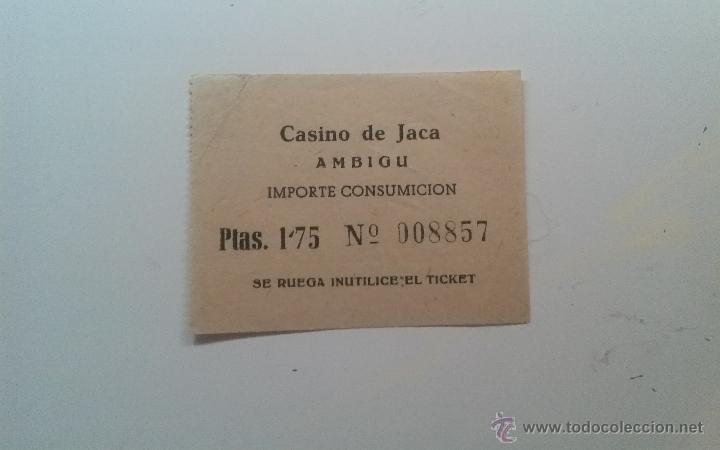 Casino de Jaca
AMBIGU
IMPORTE CONSUMICION
Ptas. 1'75 Nº 008857
SE RUEGA INUTILICE EL TICKET
www.todocoleccion.net